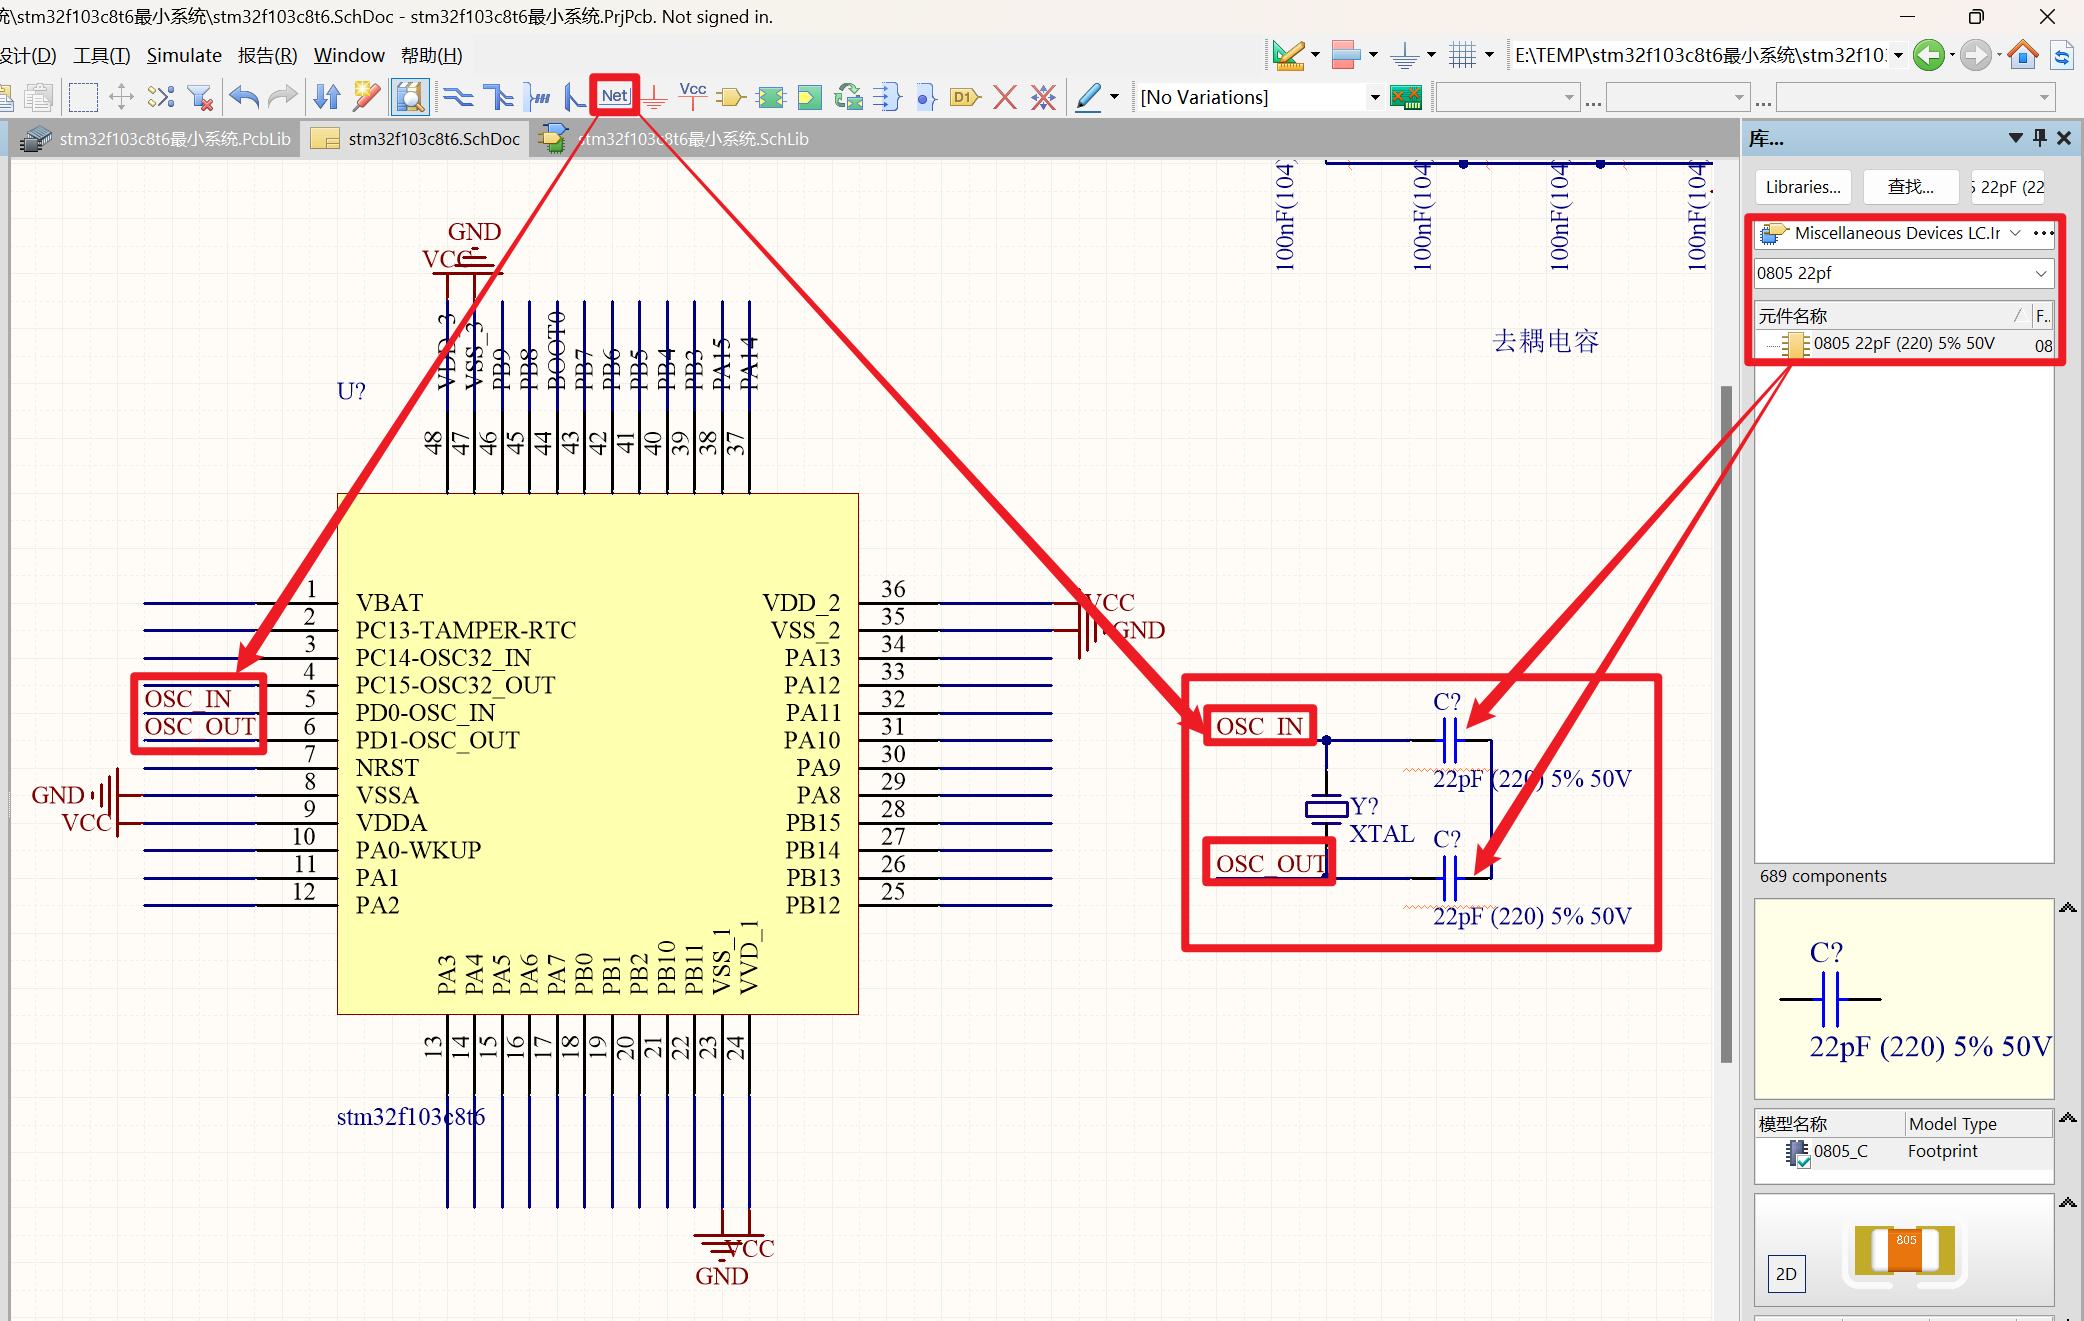 统\stm32f103c8t6最小系统\stm32f103c8t6.SchDoc - stm32f103c8t6最小系统.PrjPcb. Not signed in.
设计(D) 工具(T) Simulate 报告(R) Window 帮助(H)
E:\TEMP\stm32f103c8t6最小系统\stm32f10
Net
Vcc
D1
[No Variations]
...
...
stm32f103c8t6最小系统.PcbLib
stm32f103c8t6.SchDoc
stm32f103c8t6最小系统.SchLib
库...
Libraries...
查找...
22pF (22
Miscellaneous Devices LC.Ir
0805 22pf
元件名称
F..
0805 22pF (220) 5% 50V
08
689 components
C?
22pF (220) 5% 50V
模型名称
Model Type
0805_C
Footprint
805
2D
100nF(104)
100nF(104)
100nF(104)
100nF(104)
去耦电容
GND
VCC
VDD_3
VSS_3
PB9
PB8
BOOT0
PB7
PB6
PB5
PB4
PB3
PA15
PA14
U?
48
47
46
45
44
43
42
41
40
39
38
37
1 VBAT
2 PC13-TAMPER-RTC
3 PC14-OSC32_IN
4 PC15-OSC32_OUT
OSC_IN 5 PD0-OSC_IN
OSC_OUT 6 PD1-OSC_OUT
7 NRST
GND 8 VSSA
VCC 9 VDDA
10 PA0-WKUP
11 PA1
12 PA2
VDD_2 36 VCC
VSS_2 35 GND
PA13 34
PA12 33
PA11 32
PA10 31
PA9 30
PA8 29
PB15 28
PB14 27
PB13 26
PB12 25
PA3
PA4
PA5
PA6
PA7
PB0
PB1
PB2
PB10
PB11
VSS_1
VVD_1
13
14
15
16
17
18
19
20
21
22
23
24
stm32f103c8t6
VCC
GND
OSC_IN
C?
22pF (220) 5% 50V
Y?
XTAL
OSC_OUT
C?
22pF (220) 5% 50V